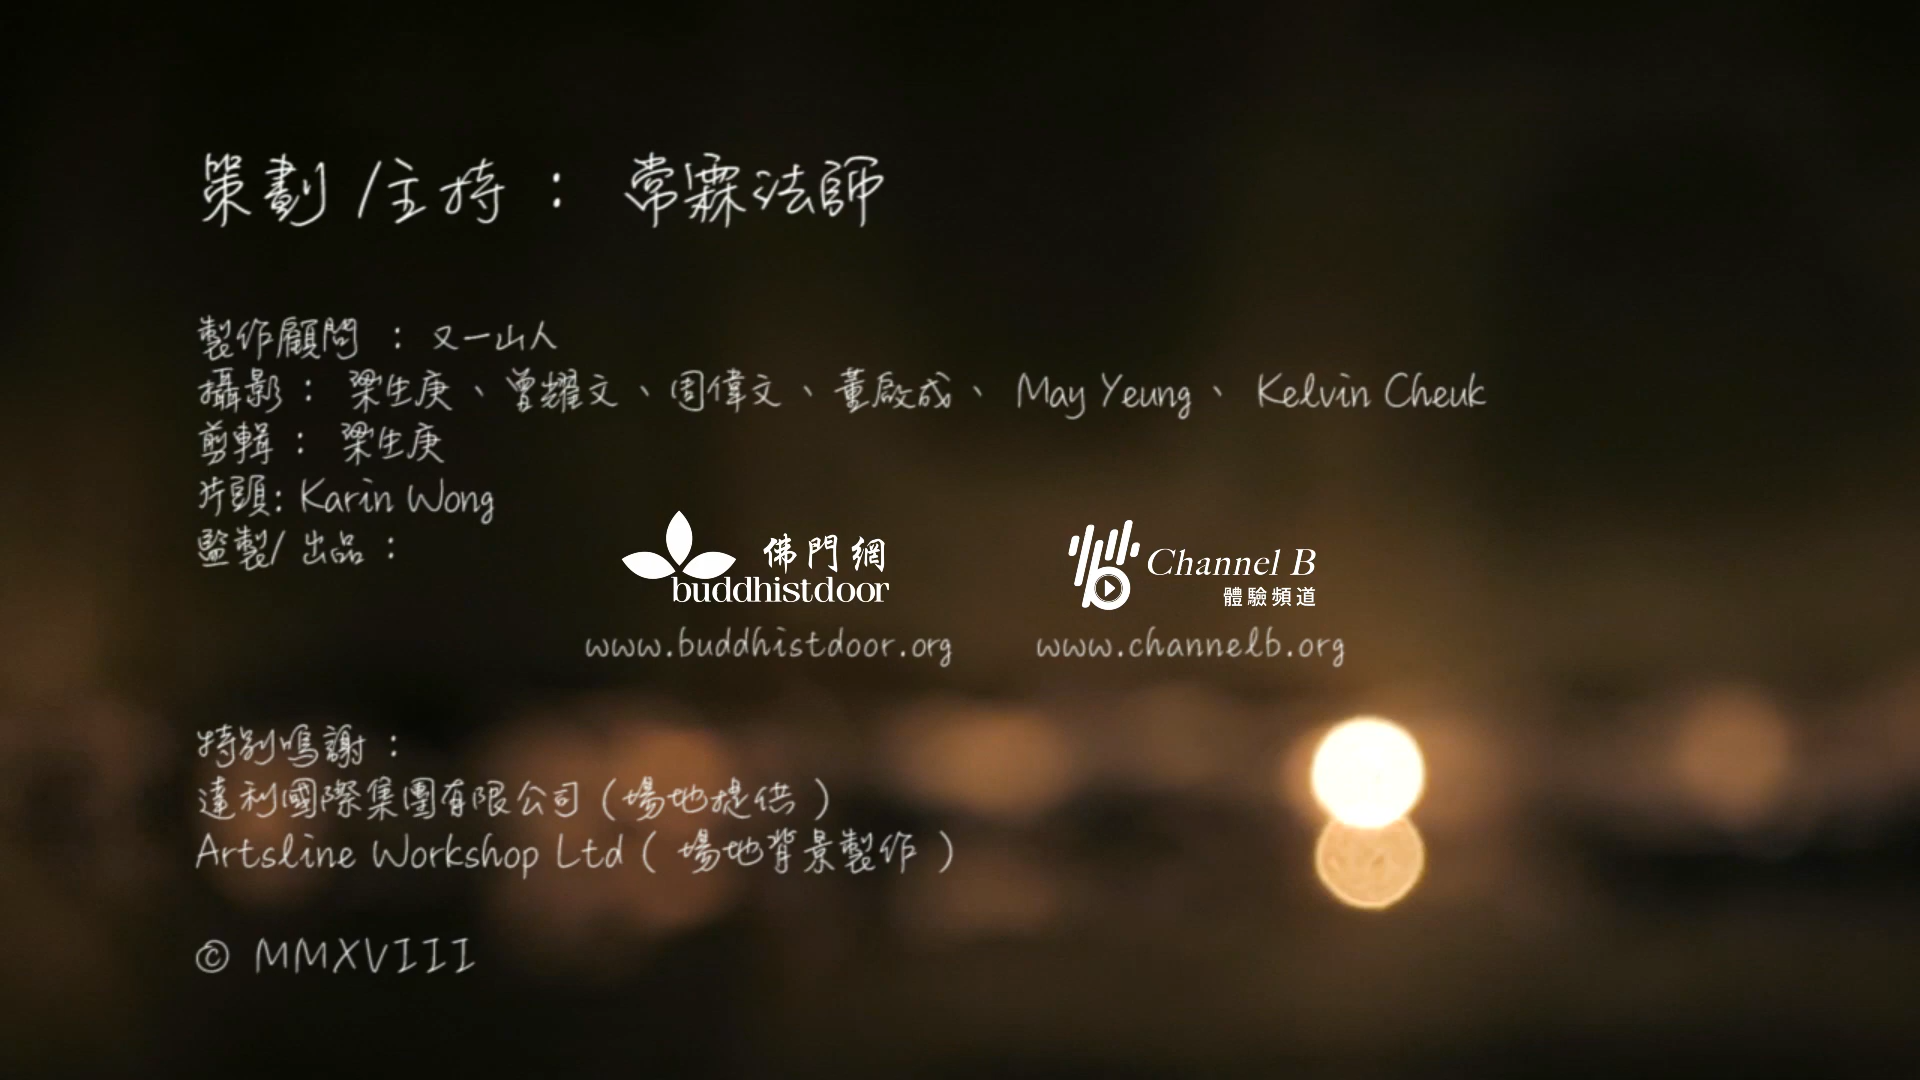 策劃 /主持 : 常霖法師
製作顧問 : 又一山人
攝影 : 梁生庚、曾耀文、周偉文、董啟成、 May Yeung、 Kelvin Cheuk
剪輯 : 梁生庚
片頭: Karin Wong
監製/ 出品 :
佛門網
buddhistdoor
www.buddhistdoor.org
Channel B
體驗頻道
www.channelb.org
特別鳴謝 :
達利國際集團有限公司 ( 場地提供 )
Artsline Workshop Ltd ( 場地背景製作 )
© MMXVIII